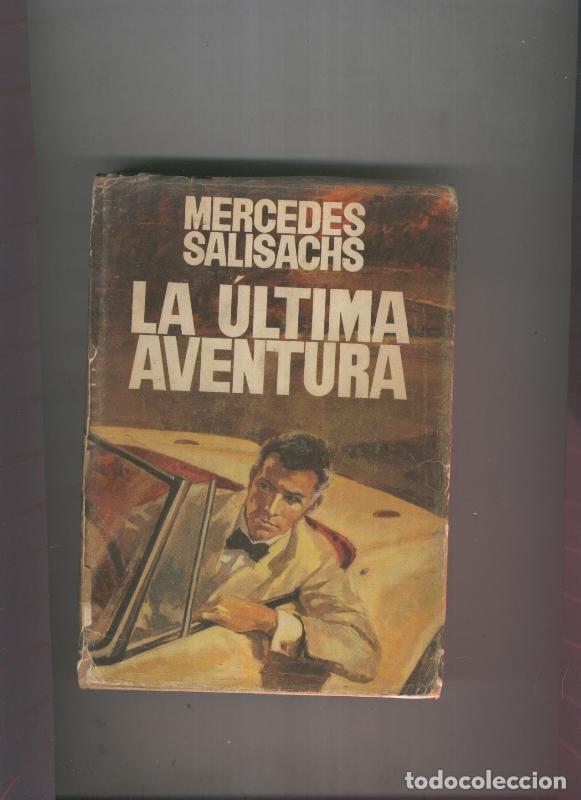 MERCEDES
SALISACHS
LA ÚLTIMA
AVENTURA
todocoleccion